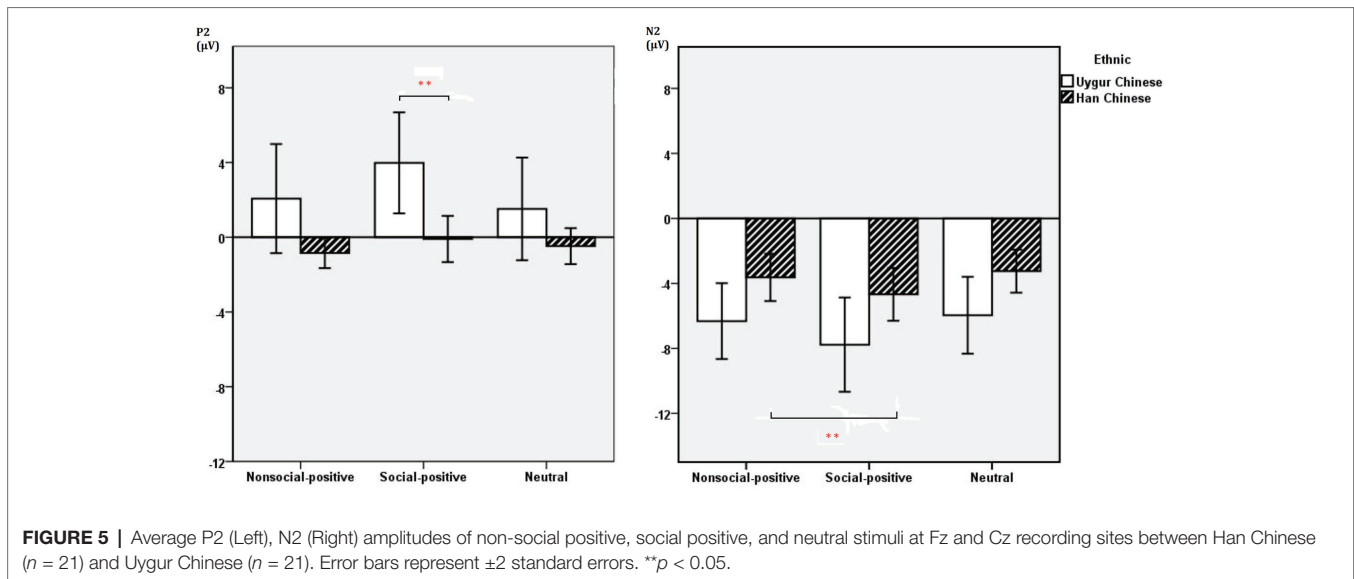 P2
(μV)
8
4
0
-4
-8
-12
**
Nonsocial-positive Social-positive Neutral
N2
(μV)
8
4
0
-4
-8
-12
**
Nonsocial-positive Social-positive Neutral
Ethnic
Uygur Chinese
Han Chinese
FIGURE 5 | Average P2 (Left), N2 (Right) amplitudes of non-social positive, social positive, and neutral stimuli at Fz and Cz recording sites between Han Chinese
(n = 21) and Uygur Chinese (n = 21). Error bars represent ±2 standard errors. **p < 0.05.